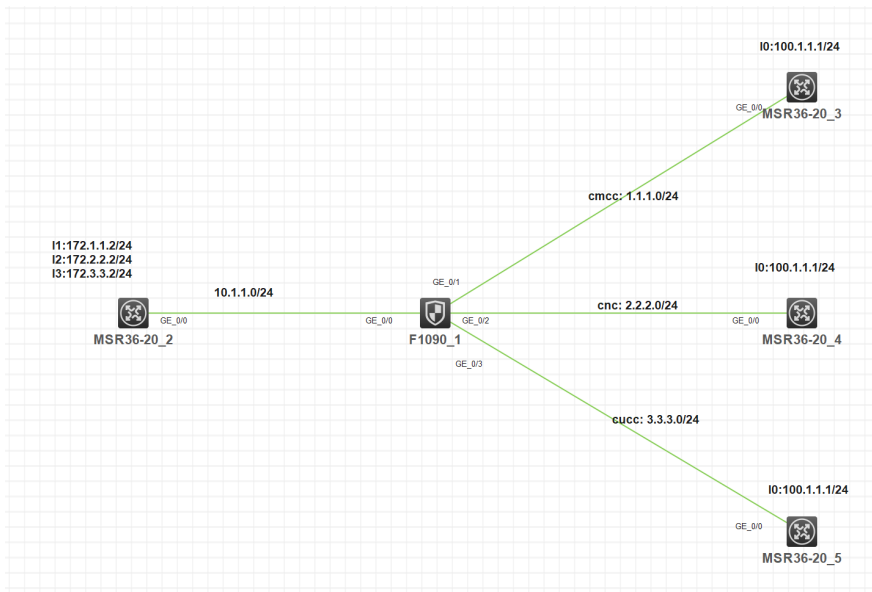 l0:100.1.1.1/24
GE_0/0
MSR36-20_3
cmcc: 1.1.1.0/24
l1:172.1.1.2/24
l2:172.2.2.2/24
l3:172.3.3.2/24
l0:100.1.1.1/24
GE_0/1
10.1.1.0/24
cnc: 2.2.2.0/24
GE_0/0
GE_0/0
GE_0/2
GE_0/0
MSR36-20_2
F1090_1
MSR36-20_4
GE_0/3
cucc: 3.3.3.0/24
l0:100.1.1.1/24
GE_0/0
MSR36-20_5